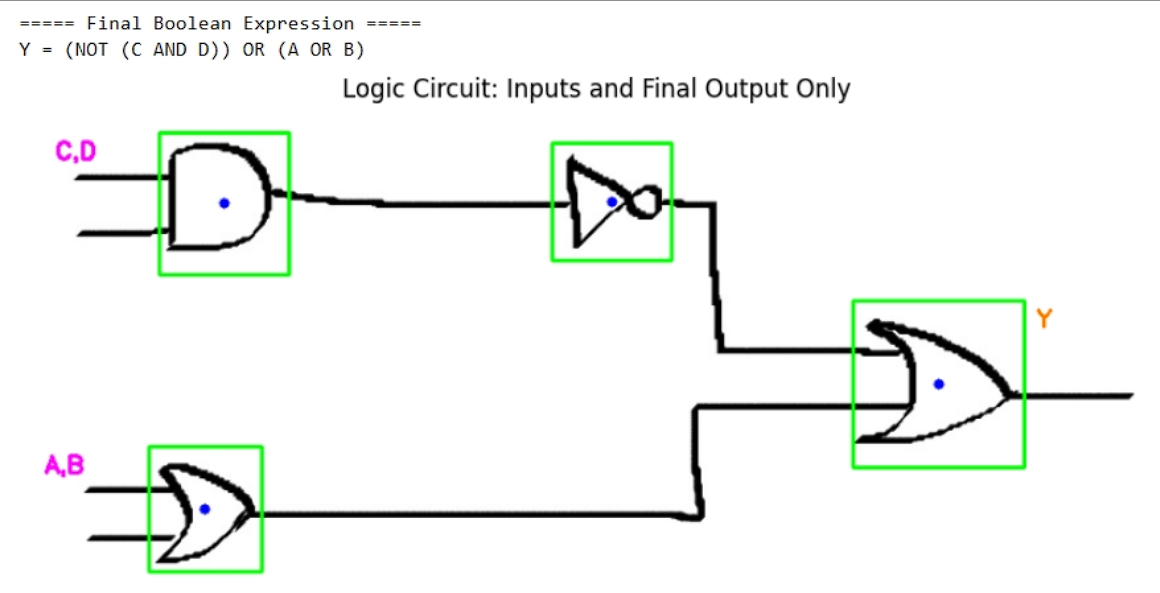 ===== Final Boolean Expression =====
Y = (NOT (C AND D)) OR (A OR B)
Logic Circuit: Inputs and Final Output Only
C,D
Y
A,B